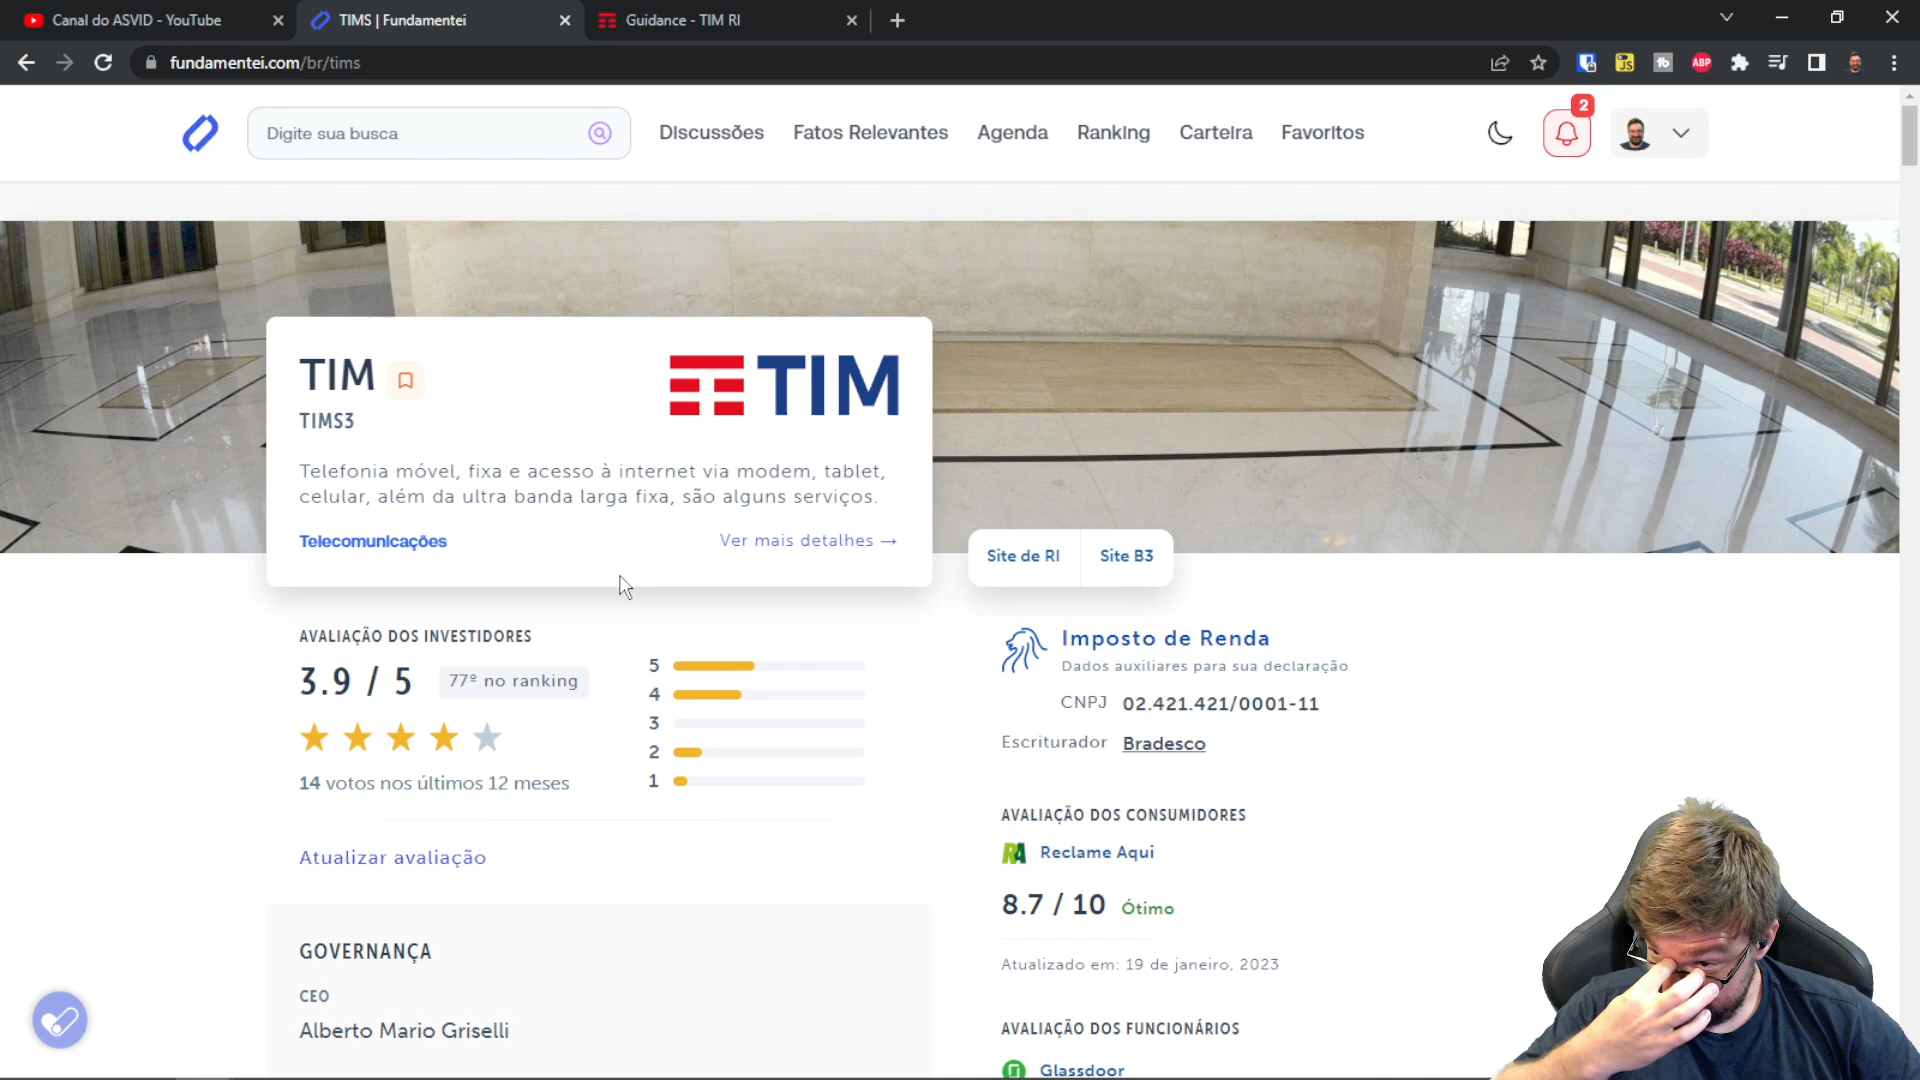 Canal do ASVID - YouTube
TIMS | Fundamentei
Guidance - TIM RI
fundamentei.com/br/tims
JS
ABP
Digite sua busca
Discussões
Fatos Relevantes
Agenda
Ranking
Carteira
Favoritos
2
TIM
TIMS3
TIM
Telefonia móvel, fixa e acesso à internet via modem, tablet,
celular, além da ultra banda larga fixa, são alguns serviços.
Telecomunicações
Ver mais detalhes →
Site de RI
Site B3
AVALIAÇÃO DOS INVESTIDORES
3.9 / 5
77º no ranking
14 votos nos últimos 12 meses
5
4
3
2
1
Atualizar avaliação
GOVERNANÇA
CEO
Alberto Mario Griselli
Imposto de Renda
Dados auxiliares para sua declaração
CNPJ 02.421.421/0001-11
Escriturador Bradesco
AVALIAÇÃO DOS CONSUMIDORES
RA Reclame Aqui
8.7 / 10 Ótimo
Atualizado em: 19 de janeiro, 2023
AVALIAÇÃO DOS FUNCIONÁRIOS
Glassdoor